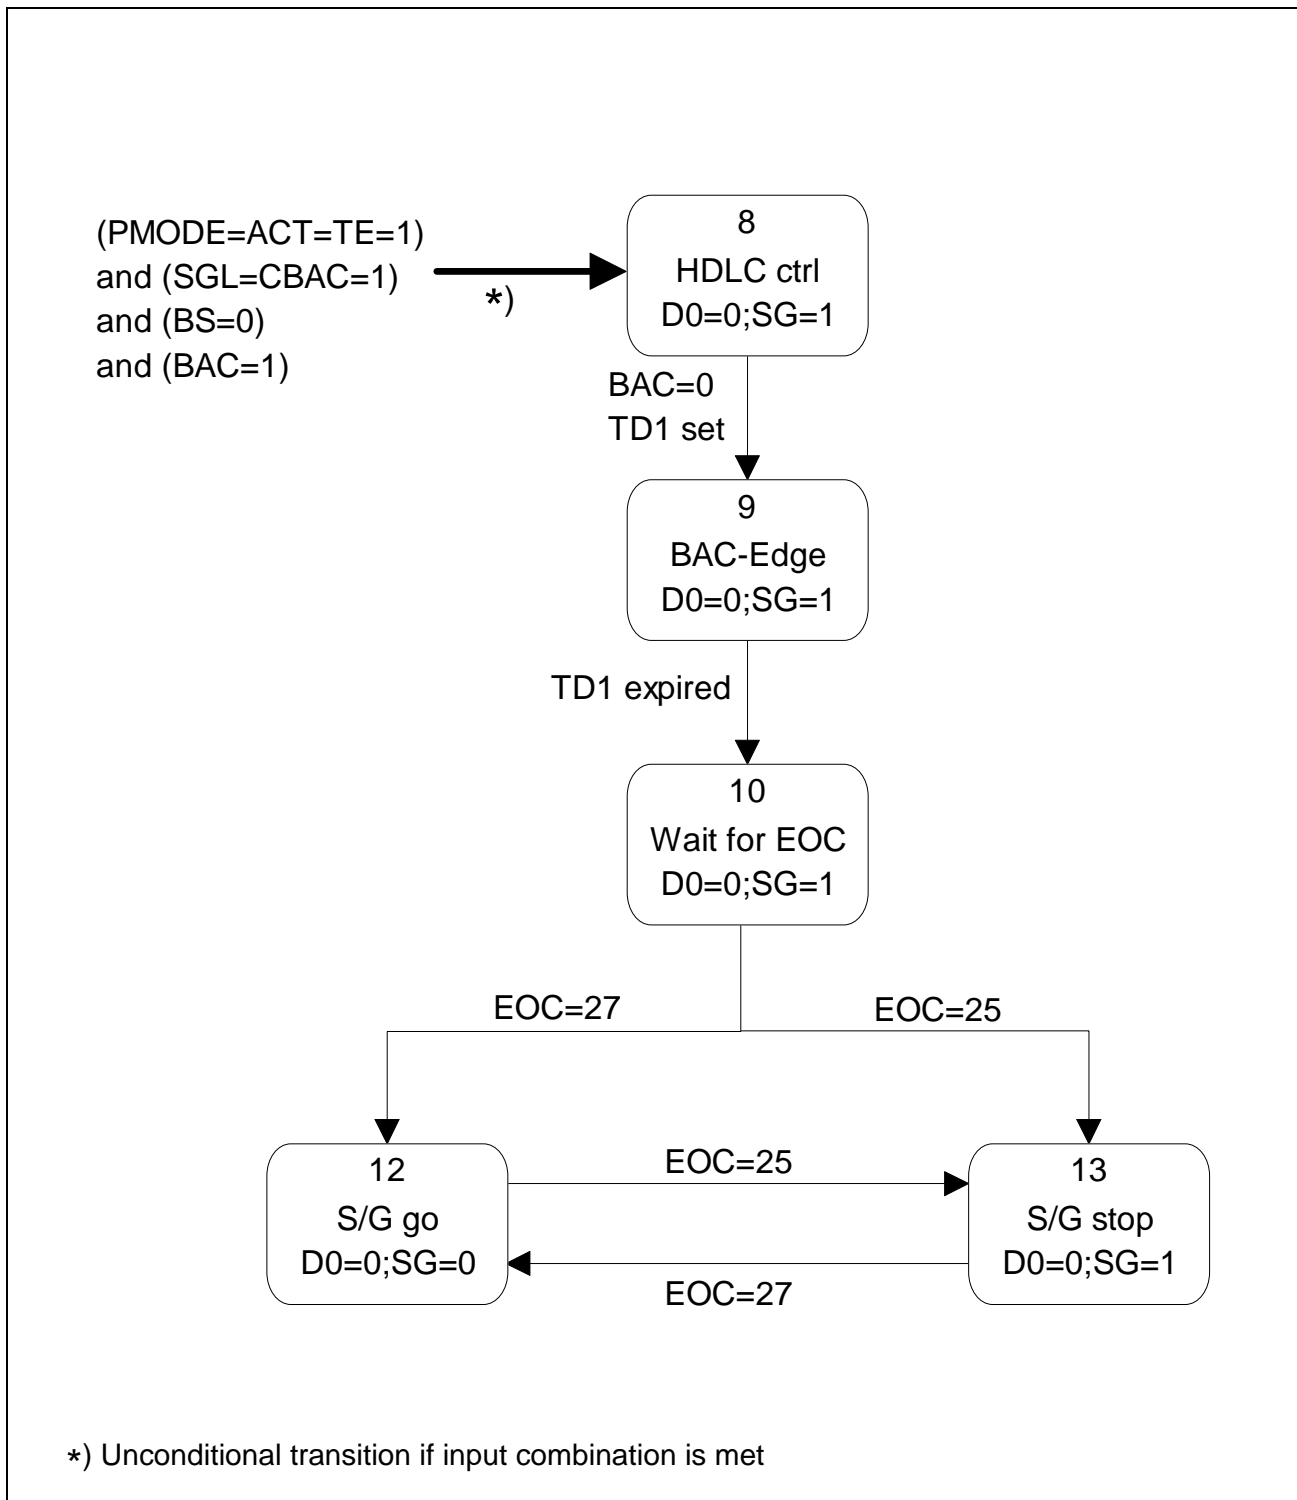 (PMODE=ACT=TE=1)
and (SGL=CBAC=1)
and (BS=0)
and (BAC=1)
*)
8
HDLC ctrl
D0=0;SG=1
BAC=0
TD1 set
9
BAC-Edge
D0=0;SG=1
TD1 expired
10
Wait for EOC
D0=0;SG=1
EOC=27
EOC=25
12
S/G go
D0=0;SG=0
EOC=25
EOC=27
13
S/G stop
D0=0;SG=1
*) Unconditional transition if input combination is met